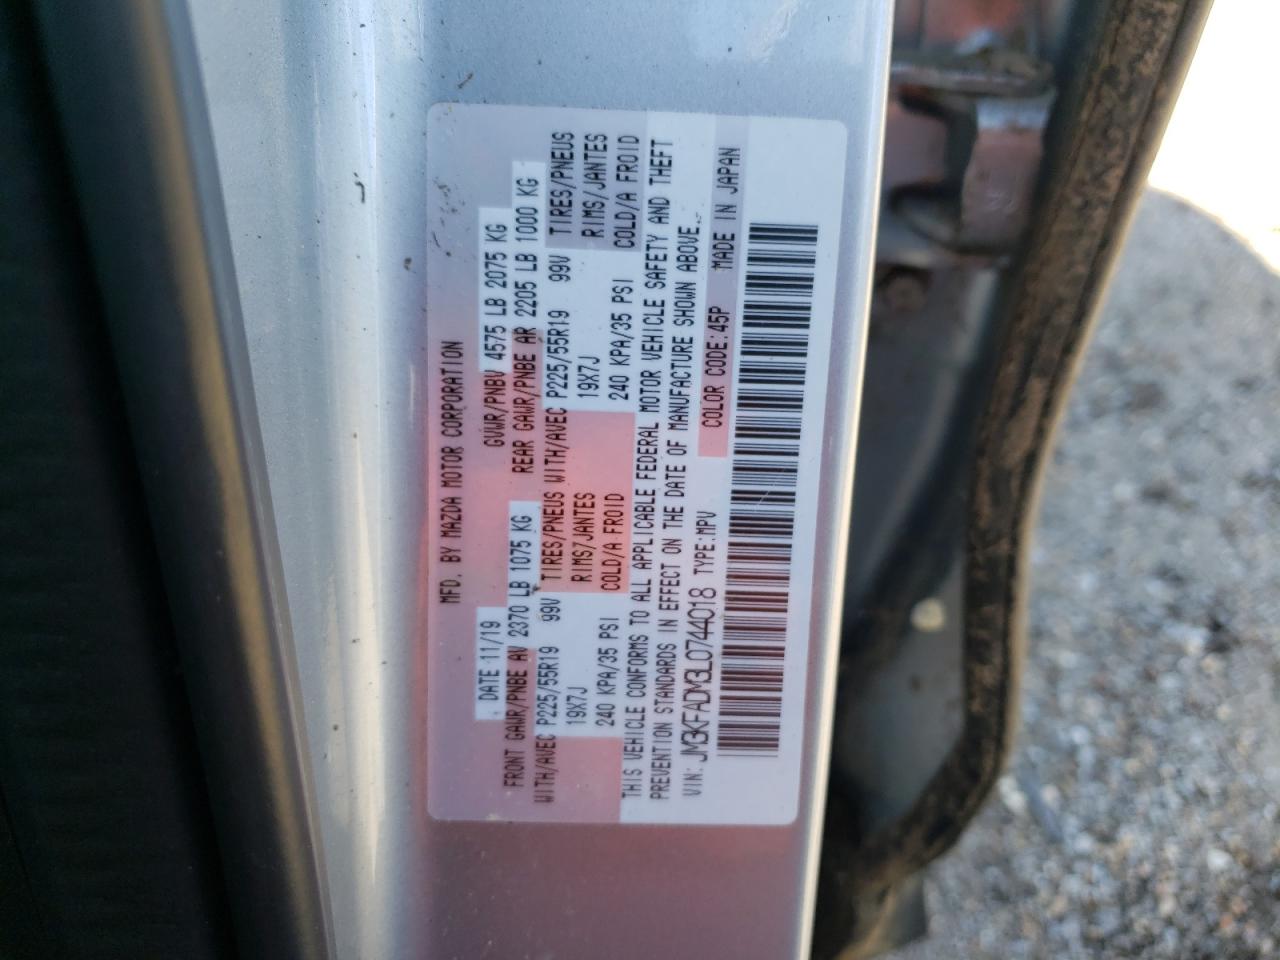 MFD. BY MAZDA MOTOR CORPORATION
DATE 11/19 GVWR/PNBV 4575 LB 2075 KG
FRONT GAWR/PNBE AV 2370 LB 1075 KG REAR GAWR/PNBE AR 2205 LB 1000 KG
WITH/AVEC P225/55R19 99V TIRES/PNEUS WITH/AVEC P225/55R19 99V TIRES/PNEUS
19X7J RIMS/JANTES 19X7J RIMS/JANTES
240 KPA/35 PSI COLD/A FROID 240 KPA/35 PSI COLD/A FROID
THIS VEHICLE CONFORMS TO ALL APPLICABLE FEDERAL MOTOR VEHICLE SAFETY AND THEFT
PREVENTION STANDARDS IN EFFECT ON THE DATE OF MANUFACTURE SHOWN ABOVE.
VIN: JM3KFADM3L0744018 TYPE:MPV COLOR CODE:45P MADE IN JAPAN